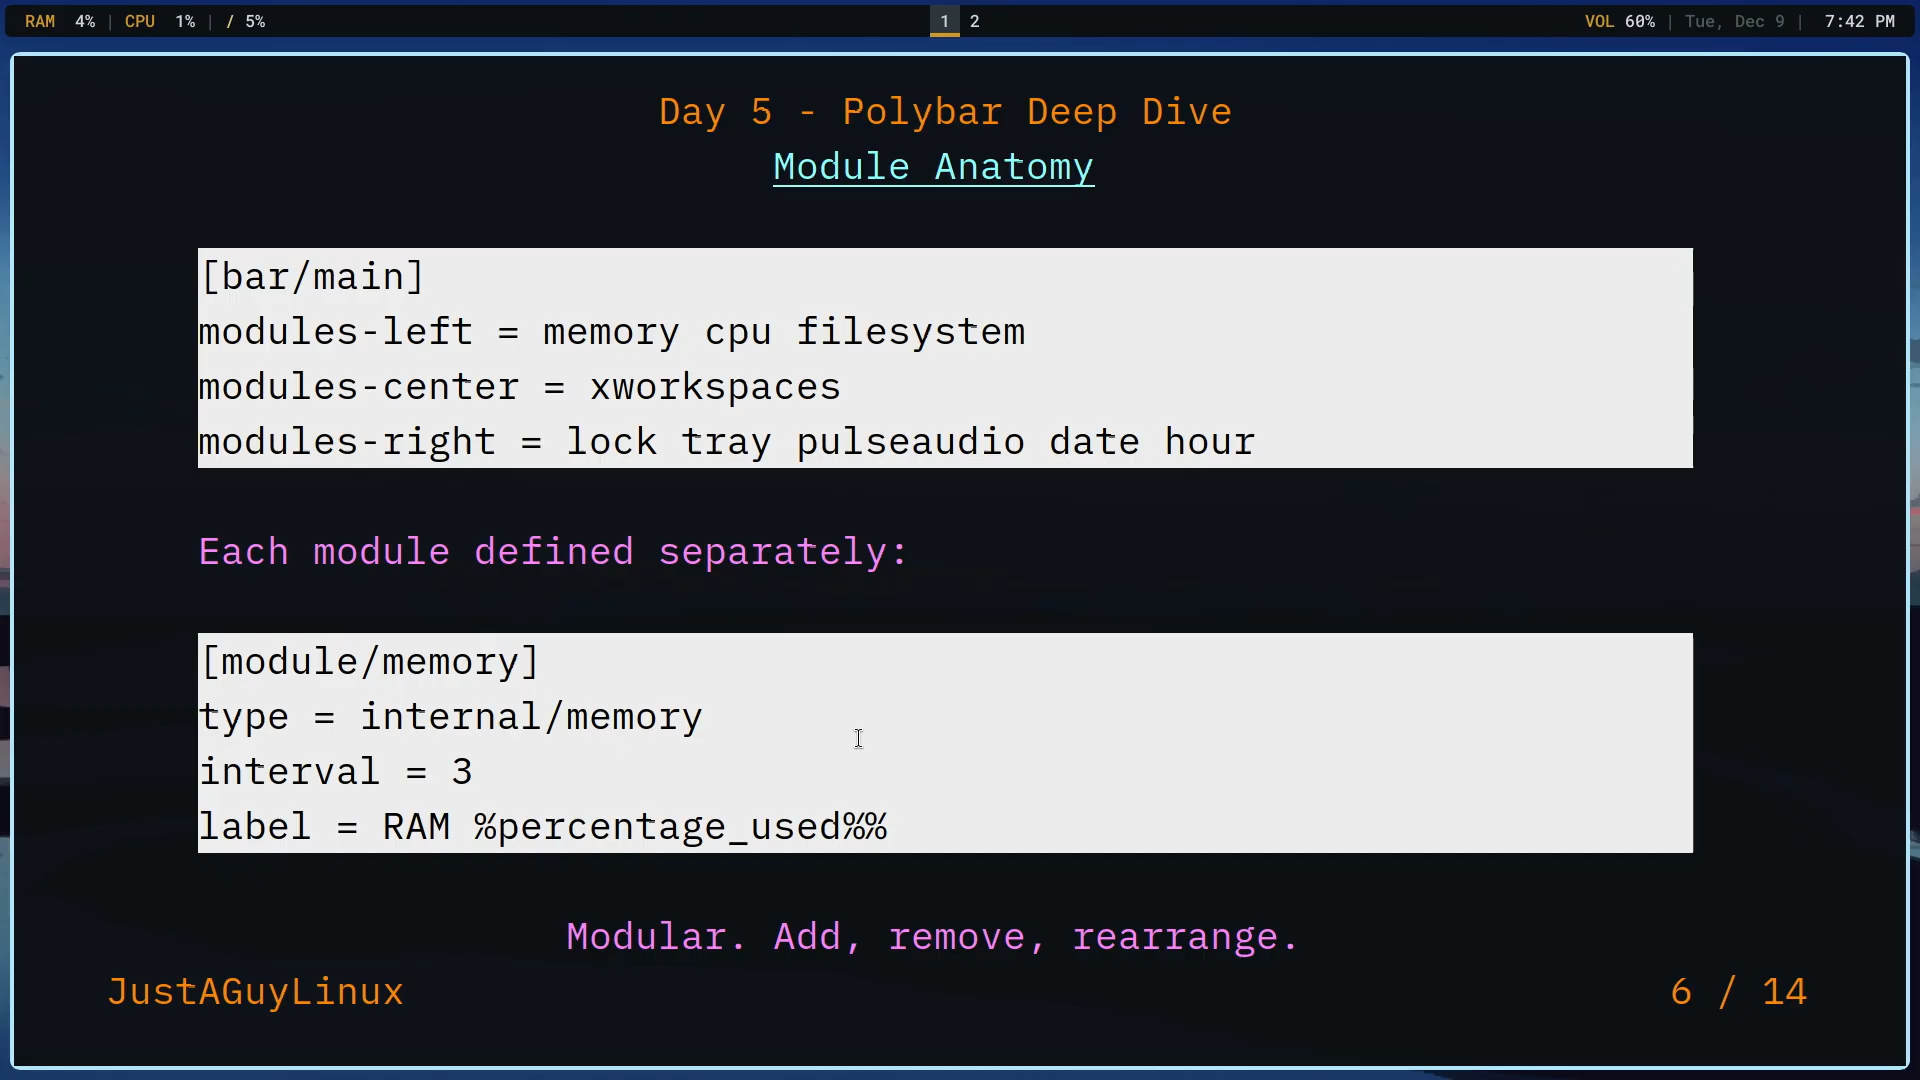 RAM 4% | CPU 1% | / 5% 1 2 VOL 60% | Tue, Dec 9 | 7:42 PM
Day 5 - Polybar Deep Dive
Module Anatomy
[bar/main]
modules-left = memory cpu filesystem
modules-center = xworkspaces
modules-right = lock tray pulseaudio date hour
Each module defined separately:
[module/memory]
type = internal/memory
interval = 3
label = RAM %percentage_used%%
Modular. Add, remove, rearrange.
JustAGuyLinux 6 / 14